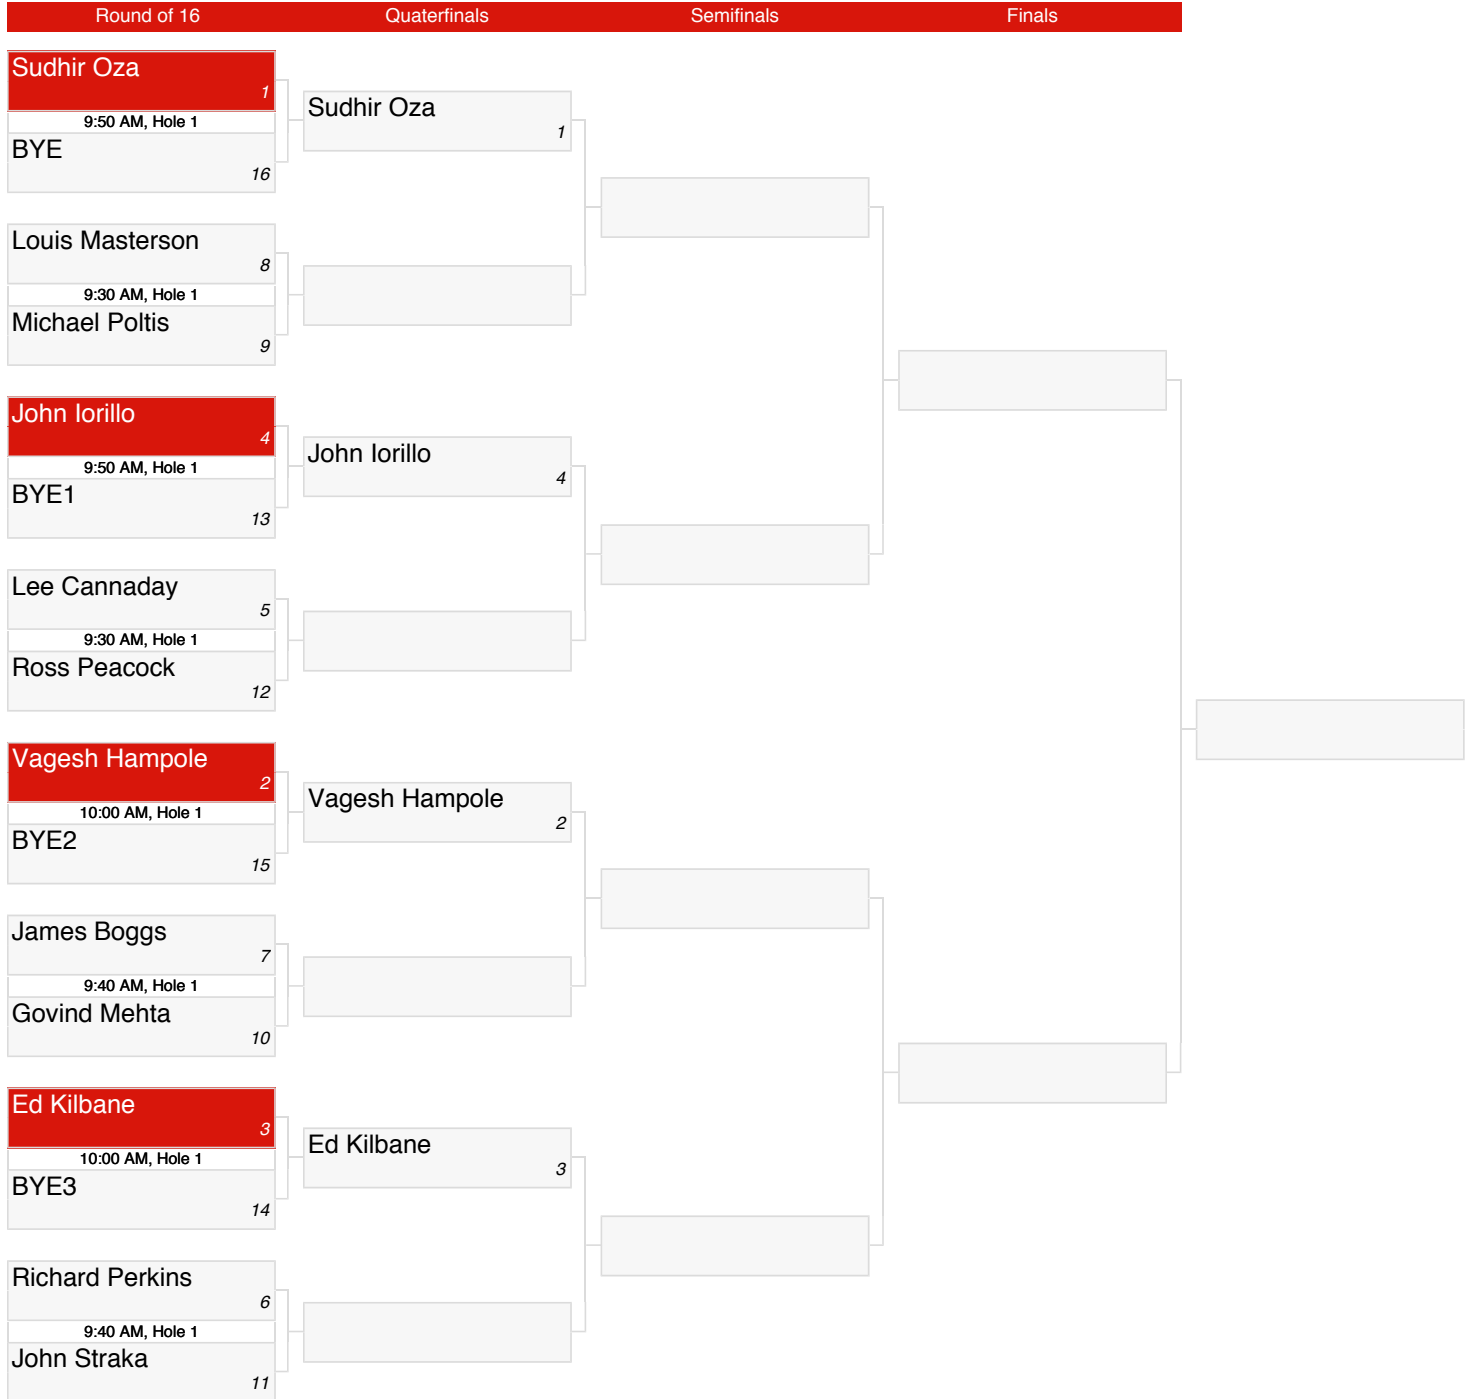 Round of 16
Quaterfinals
Semifinals
Finals
Sudhir Oza
1
9:50 AM, Hole 1
BYE
16
Sudhir Oza
1
Louis Masterson
8
9:30 AM, Hole 1
Michael Poltis
9
John Iorillo
4
9:50 AM, Hole 1
BYE1
13
John Iorillo
4
Lee Cannaday
5
9:30 AM, Hole 1
Ross Peacock
12
Vagesh Hampole
2
10:00 AM, Hole 1
BYE2
15
Vagesh Hampole
2
James Boggs
7
9:40 AM, Hole 1
Govind Mehta
10
Ed Kilbane
3
10:00 AM, Hole 1
BYE3
14
Ed Kilbane
3
Richard Perkins
6
9:40 AM, Hole 1
John Straka
11